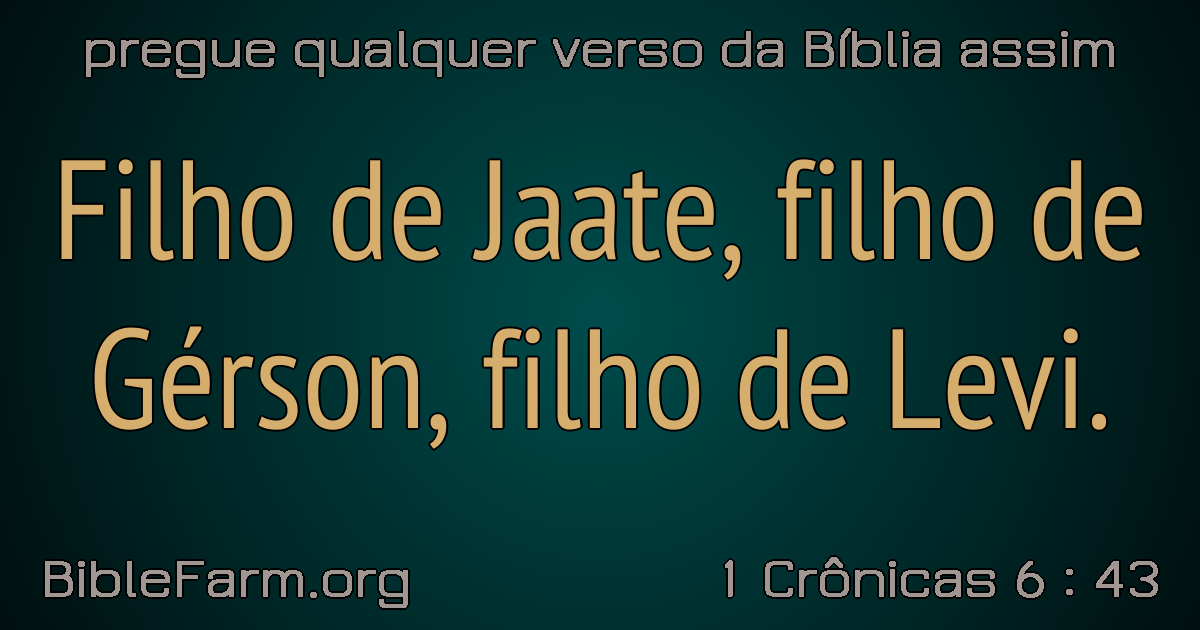 pregue qualquer verso da Bíblia assim
Filho de Jaate, filho de
Gérson, filho de Levi.
BibleFarm.org
1 Crônicas 6 : 43